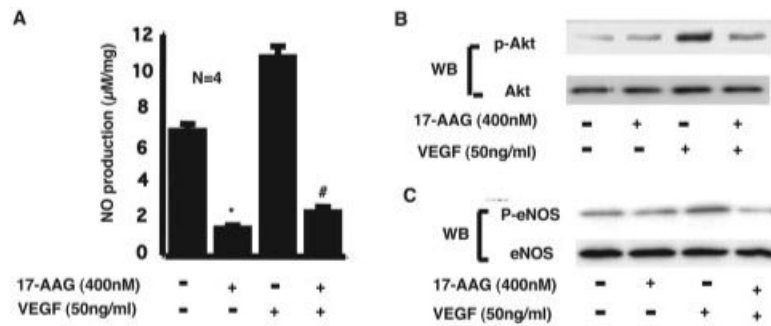 A
NO production (µM/mg)
12
10
8
6
4
2
0
N=4
*
#
17-AAG (400nM) - + - +
VEGF (50ng/ml) - - + +
B
p-Akt
WB
Akt
17-AAG (400nM) - + - +
VEGF (50ng/ml) - - + +
C
P-eNOS
WB
eNOS
17-AAG (400nM) - + - +
VEGF (50ng/ml) - - + +